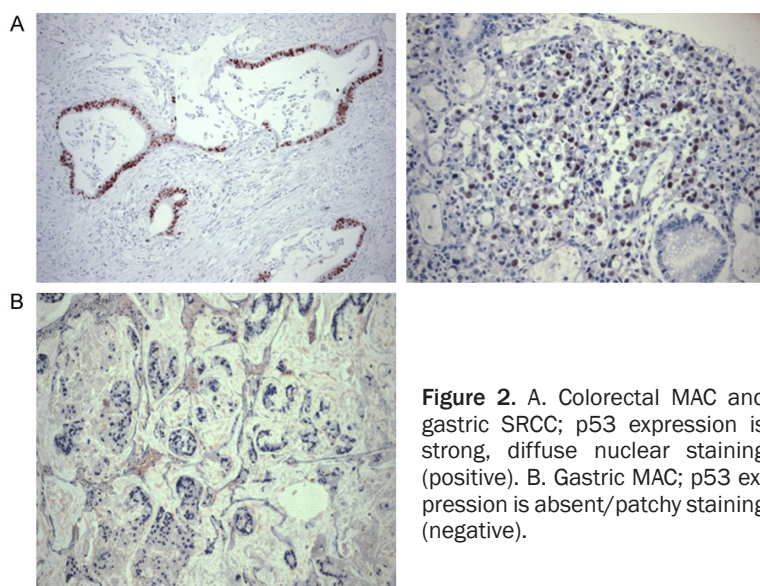 A
B
Figure 2. A. Colorectal MAC and
gastric SRCC; p53 expression is
strong, diffuse nuclear staining
(positive). B. Gastric MAC; p53 ex-
pression is absent/patchy staining
(negative).